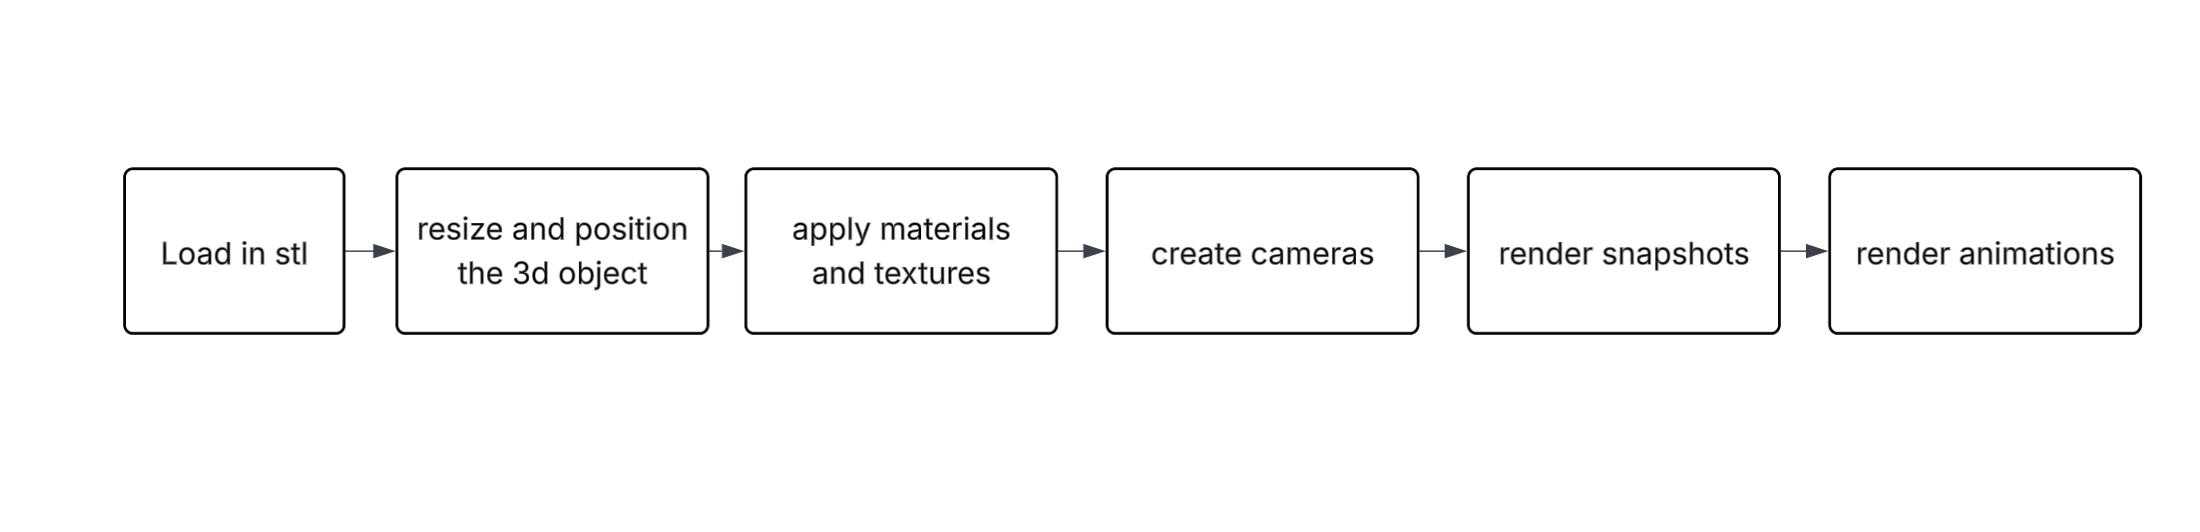 Load in stl
resize and position
the 3d object
apply materials
and textures
create cameras
render snapshots
render animations